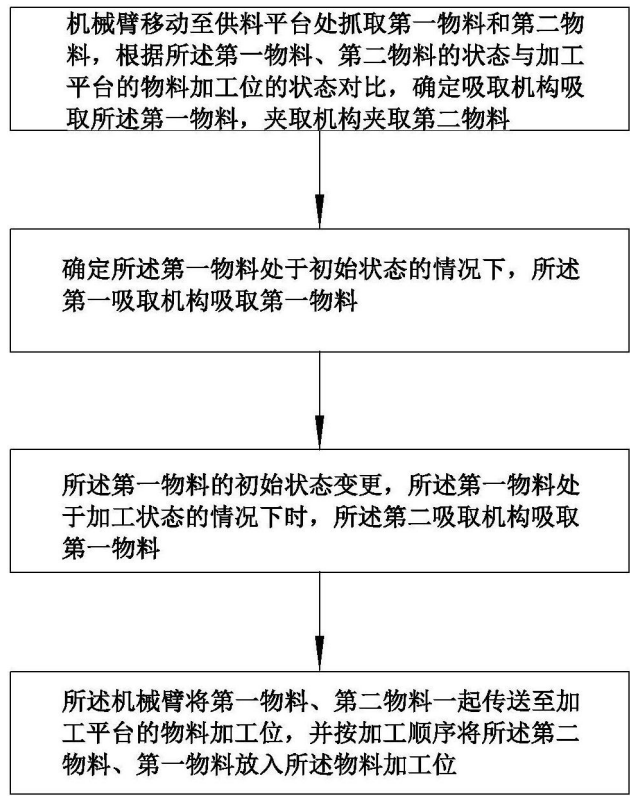 机械臂移动至供料平台处抓取第一物料和第二物
料，根据所述第一物料、第二物料的状态与加工
平台的物料加工位的状态对比，确定吸取机构吸
取所述第一物料，夹取机构夹取第二物料
确定所述第一物料处于初始状态的情况下，所述
第一吸取机构吸取第一物料
所述第一物料的初始状态变更，所述第一物料处
于加工状态的情况下时，所述第二吸取机构吸取
第一物料
所述机械臂将第一物料、第二物料一起传送至加
工平台的物料加工位，并按加工顺序将所述第二
物料、第一物料放入所述物料加工位